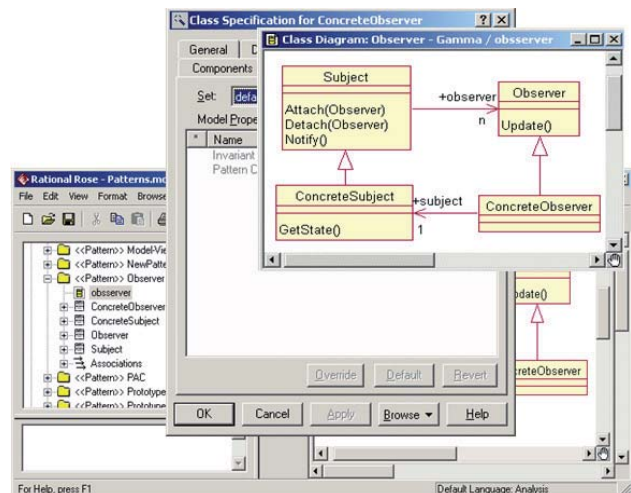 Class Specification for ConcreteObserver
General
Components
Set:
Model
*
Name
Invariant
Pattern C
Override
Default
Revert
OK
Cancel
Apply
Browse
Help
Class Diagram: Observer - Gamma / obsserver
Subject
Attach(Observer)
Detach(Observer)
Notify()
+observer
n
Observer
Update()
ConcreteSubject
GetState()
+subject
1
ConcreteObserver
Rational Rose - Patterns.mo
File Edit View Format Browse
<<Pattern>> Model-Vie
<<Pattern>> NewPatte
<<Pattern>> Observer
obsserver
ConcreteObserver
ConcreteSubject
Observer
Subject
Associations
<<Pattern>> PAC
<<Pattern>> Prototype
<<Pattern>> Prototype
pdate()
creteObserver
For Help, press F1
Default Language: Analysis